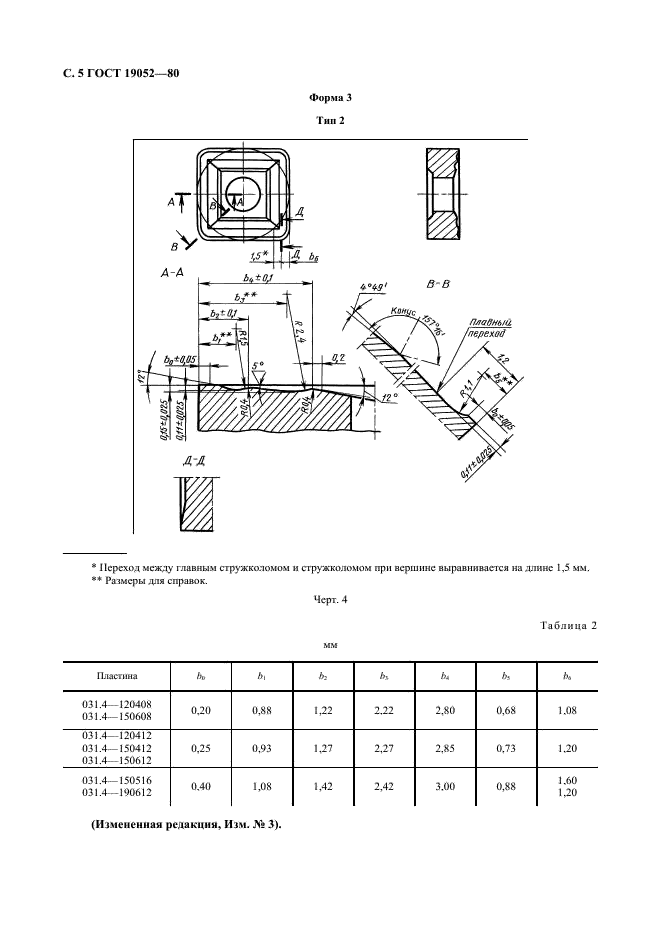 С. 5 ГОСТ 19052—80
Форма 3
Тип 2
А
В
А
Д
В
1,5*
Д
b₆
А–А
b₄±0,1
b₃**
b₂±0,1
b₁**
R1,5
R2,4
b₀±0,05
5°
0,2
12°
12°
0,15±0,025
0,11±0,025
R0,4
R0,4
В–В
4°49'
Конус
157°16'
Плавный
переход
1,2
b₅**
R1,1
0,11±0,025
Д–Д
* Переход между главным стружколомом и стружколомом при вершине выравнивается на длине 1,5 мм.
** Размеры для справок.
Черт. 4
Таблица 2
мм
Пластина b₀ b₁ b₂ b₃ b₄ b₅ b₆
031.4—120408
031.4—150608
0,20 0,88 1,22 2,22 2,80 0,68 1,08
031.4—120412
031.4—150412
031.4—150612
0,25 0,93 1,27 2,27 2,85 0,73 1,20
031.4—150516
031.4—190612
0,40 1,08 1,42 2,42 3,00 0,88 1,60
1,20
(Измененная редакция, Изм. № 3).